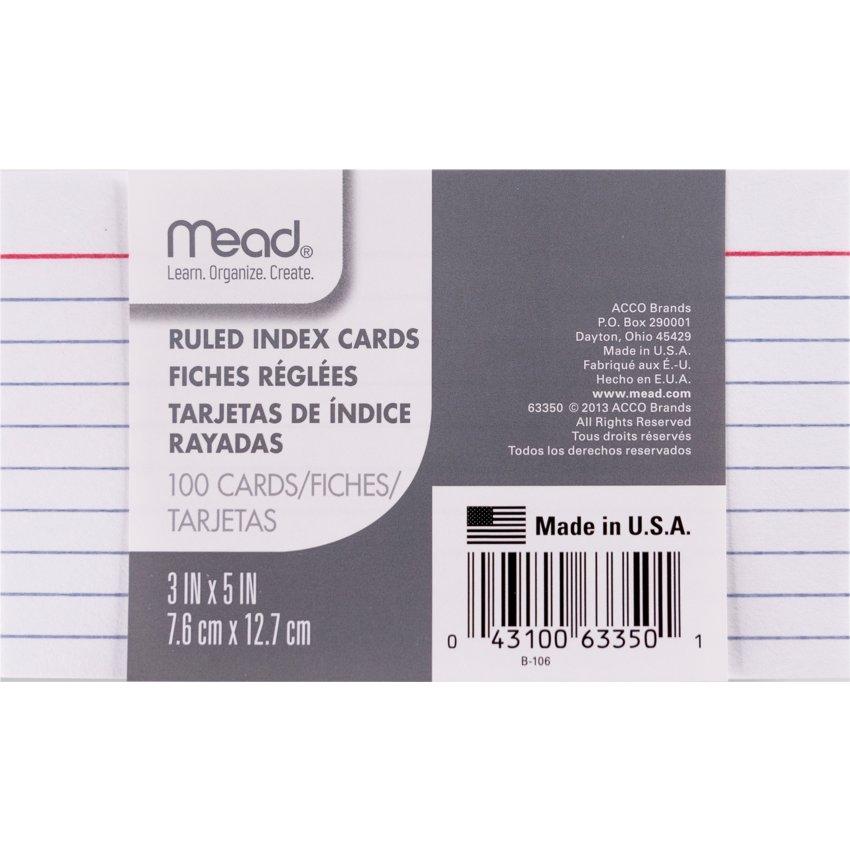 Mead®
Learn. Organize. Create.
RULED INDEX CARDS
FICHES RÉGLÉES
TARJETAS DE ÍNDICE
RAYADAS
100 CARDS/FICHES/
TARJETAS
3 IN x 5 IN
7.6 cm x 12.7 cm
ACCO Brands
P.O. Box 290001
Dayton, Ohio 45429
Made in U.S.A.
Fabriqué aux É.-U.
Hecho en E.U.A.
www.mead.com
63350 © 2013 ACCO Brands
All Rights Reserved
Tous droits réservés
Todos los derechos reservados
Made in U.S.A.
0 43100 63350 1
B-106